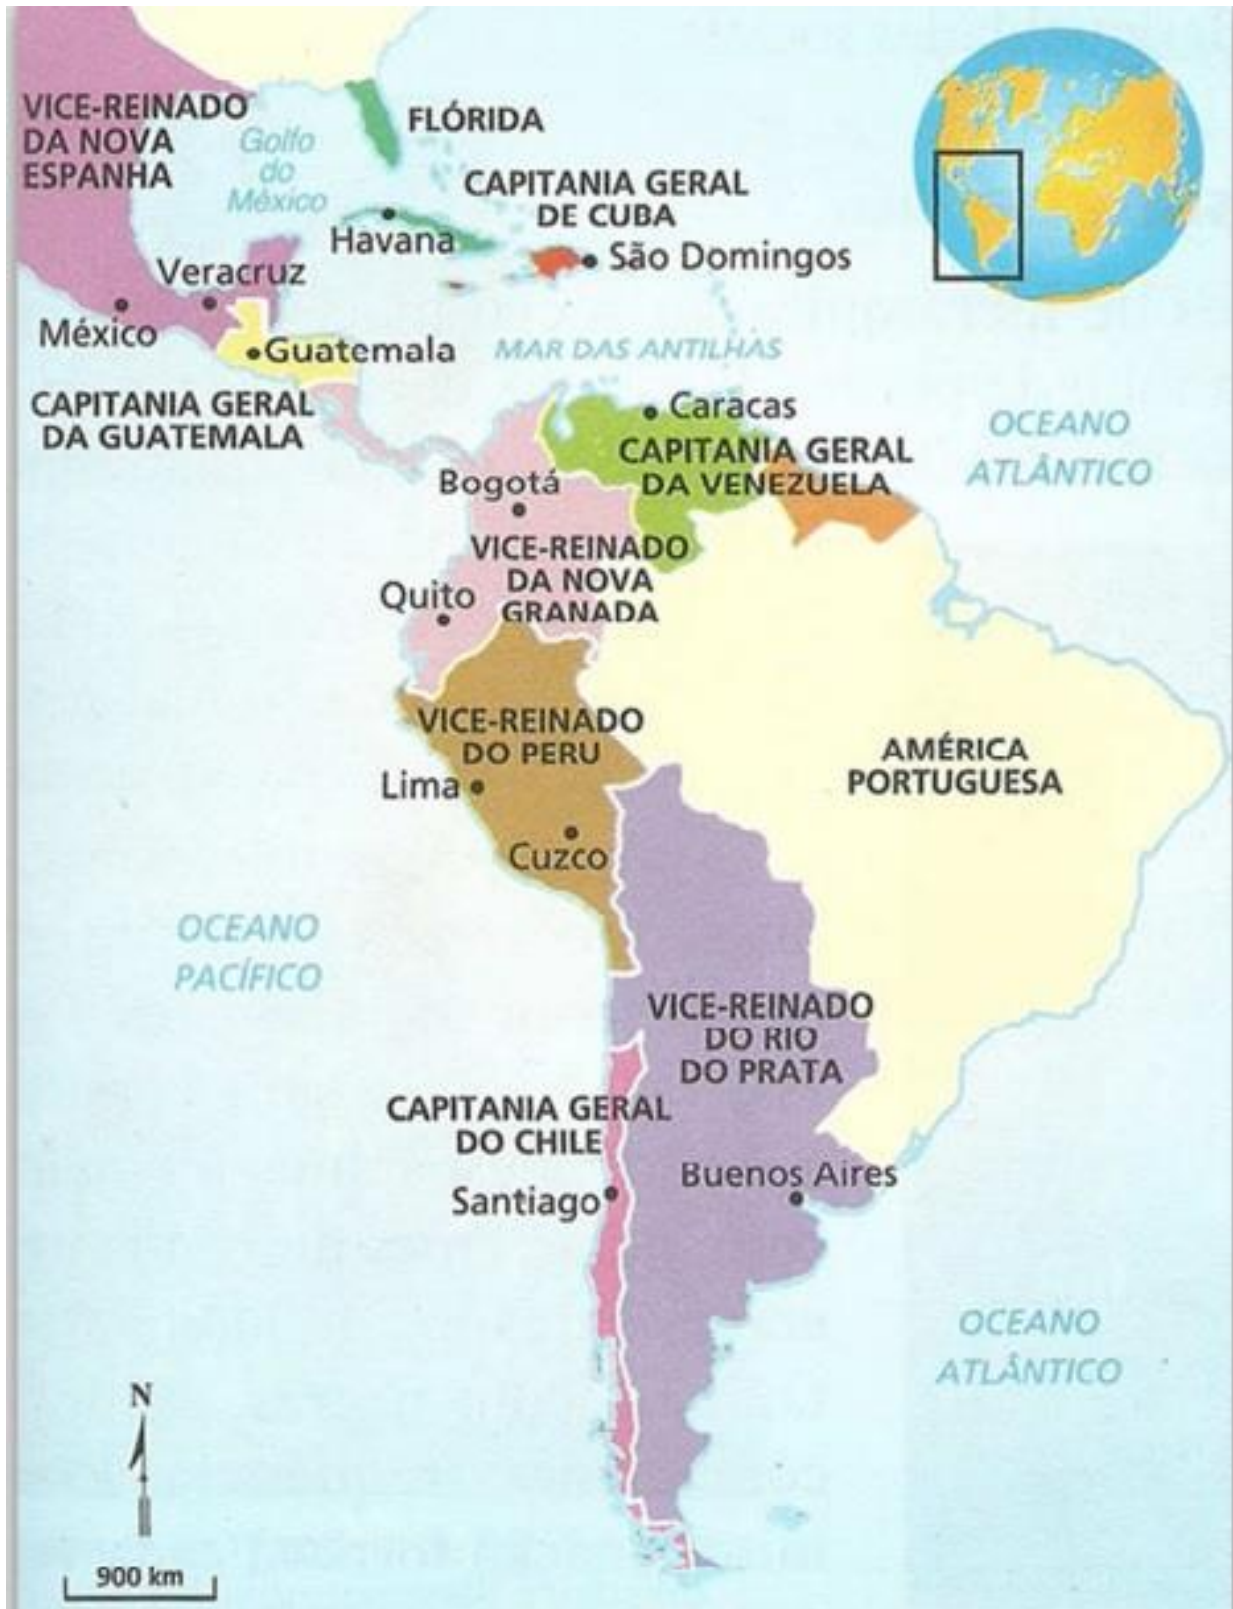 VICE-REINADO
DA NOVA
ESPANHA
Golfo
do
México
FLÓRIDA
CAPITANIA GERAL
DE CUBA
Havana
São Domingos
Veracruz
México
Guatemala
MAR DAS ANTILHAS
CAPITANIA GERAL
DA GUATEMALA
Caracas
OCEANO
ATLÂNTICO
CAPITANIA GERAL
DA VENEZUELA
Bogotá
VICE-REINADO
DA NOVA
GRANADA
Quito
VICE-REINADO
DO PERU
AMÉRICA
PORTUGUESA
Lima
Cuzco
OCEANO
PACÍFICO
VICE-REINADO
DO RIO
DO PRATA
CAPITANIA GERAL
DO CHILE
Buenos Aires
Santiago
OCEANO
ATLÂNTICO
N
900 km